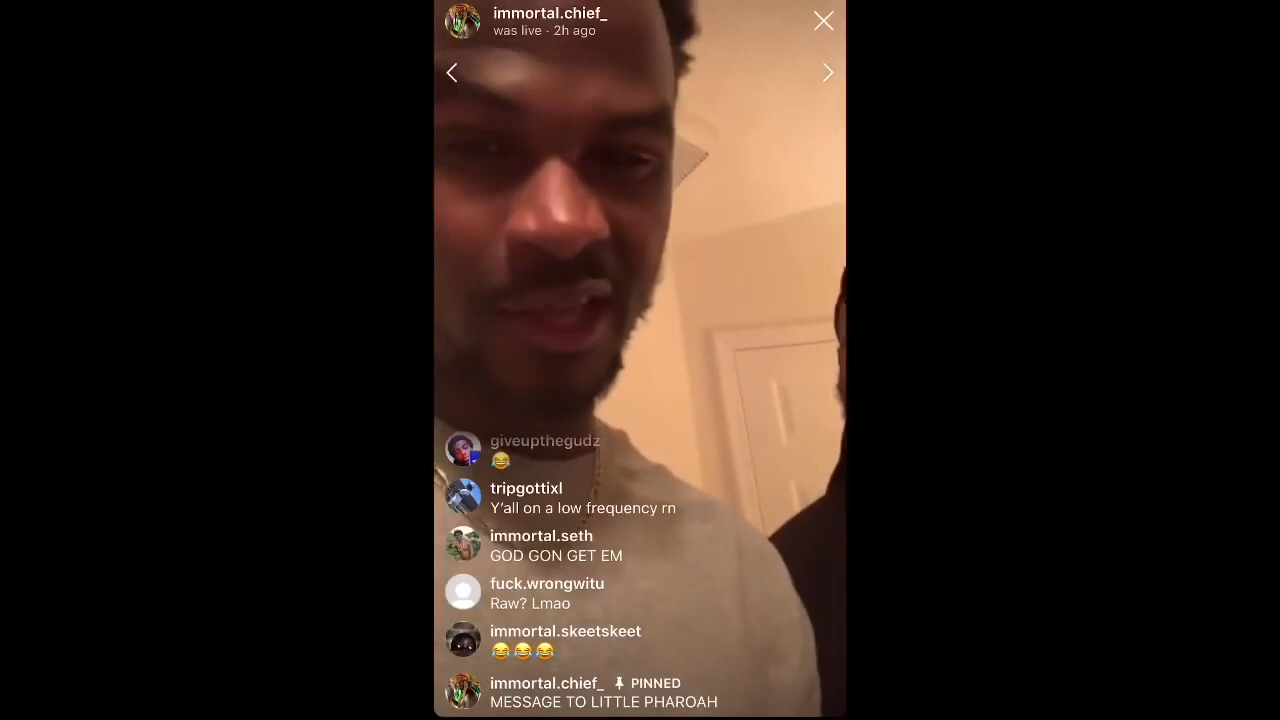 immortal.chief_
was live · 2h ago
giveupthegudz
😂
tripgottixl
Y'all on a low frequency rn
immortal.seth
GOD GON GET EM
fuck.wrongwitu
Raw? Lmao
immortal.skeetskeet
😂😂😂
immortal.chief_ PINNED
MESSAGE TO LITTLE PHAROAH